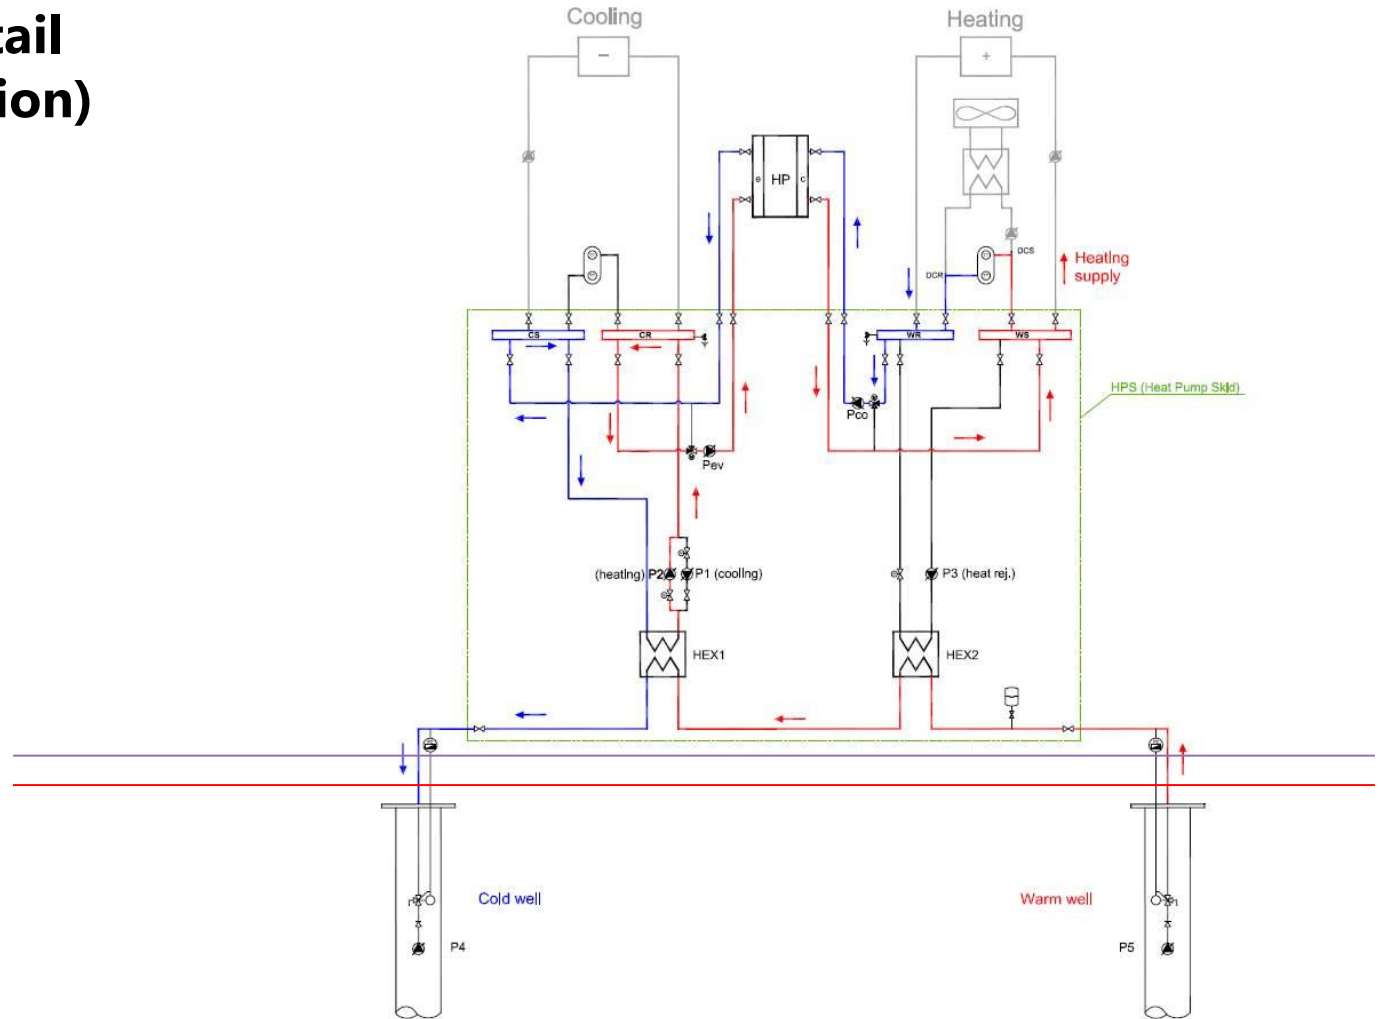 tail
tion)
Cooling
Heating
−
+
e HP c
DCS
DCR
Heating
supply
CS
CR
WR
WS
HPS (Heat Pump Skid)
Pco
Pev
(heating) P2
P1 (cooling)
P3 (heat rej.)
HEX1
HEX2
Cold well
Warm well
P4
P5